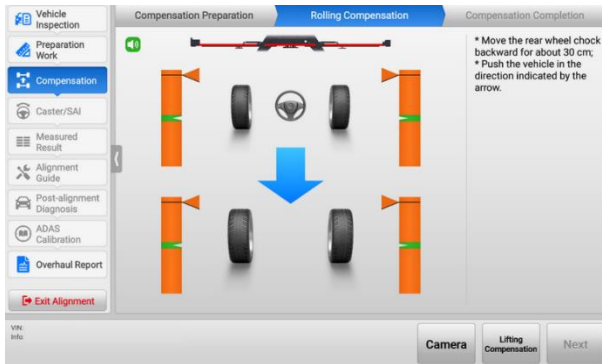 Vehicle
Inspection
Preparation
Work
Compensation
Caster/SAI
Measured
Result
Alignment
Guide
Post-alignment
Diagnosis
ADAS
Calibration
Overhaul Report
Exit Alignment
Compensation Preparation
Rolling Compensation
Compensation Completion
* Move the rear wheel chock
backward for about 30 cm;
* Push the vehicle in the
direction indicated by the
arrow.
VIN:
Info:
Camera
Lifting
Compensation
Next